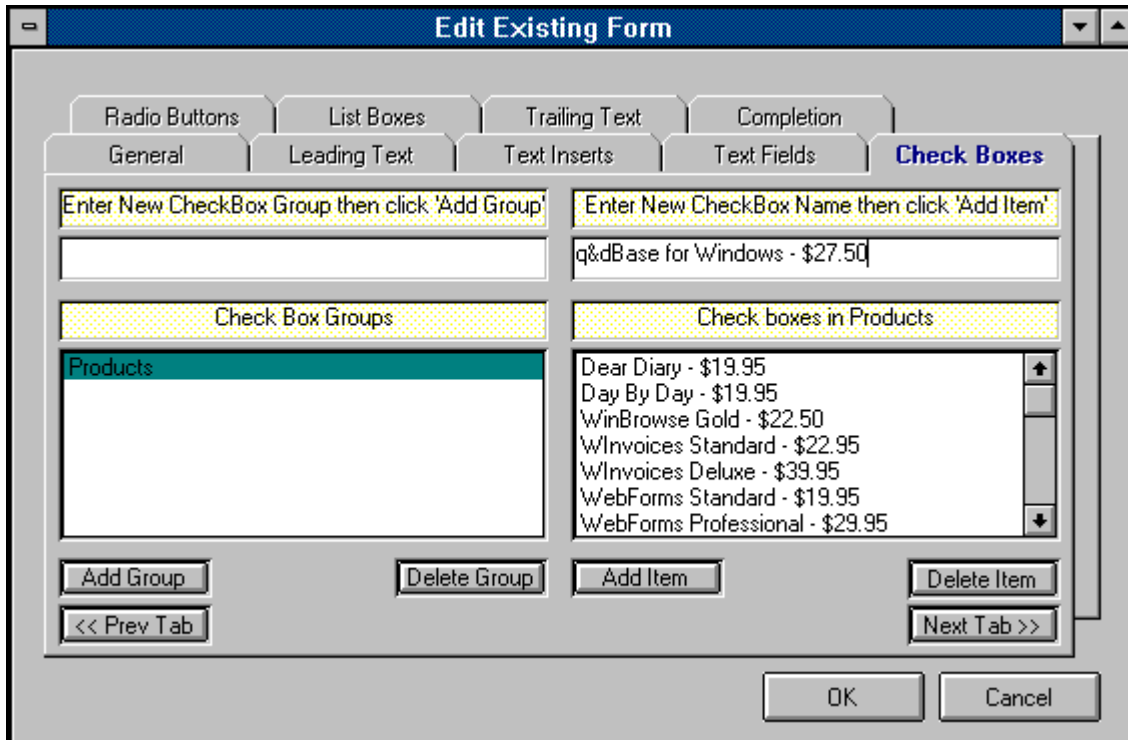 Edit Existing Form
Radio Buttons List Boxes Trailing Text Completion
General Leading Text Text Inserts Text Fields Check Boxes
Enter New CheckBox Group then click 'Add Group' Enter New CheckBox Name then click 'Add Item'
q&dBase for Windows - $27.50
Check Box Groups Check boxes in Products
Products Dear Diary - $19.95
Day By Day - $19.95
WinBrowse Gold - $22.50
WInvoices Standard - $22.95
WInvoices Deluxe - $39.95
WebForms Standard - $19.95
WebForms Professional - $29.95
Add Group Delete Group Add Item Delete Item
<< Prev Tab Next Tab >>
OK Cancel